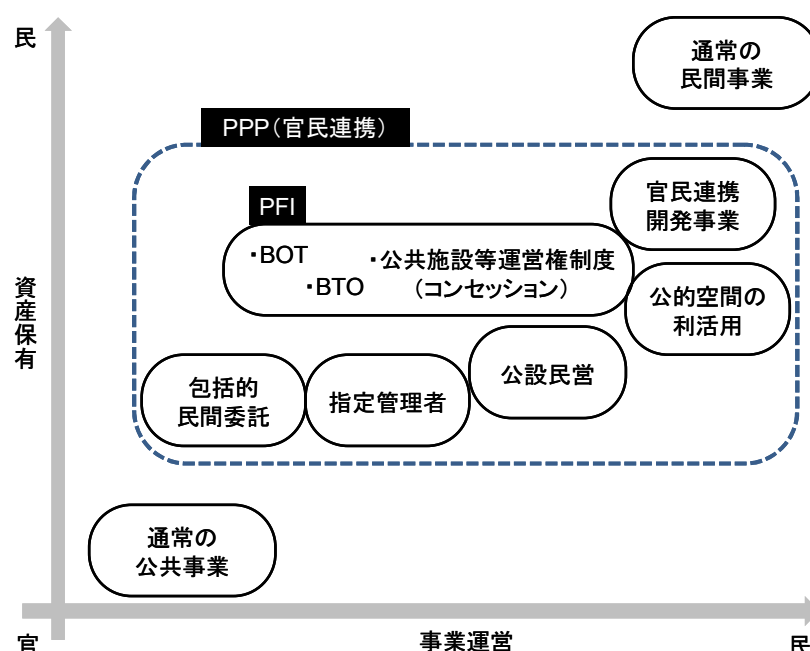 民
通常の
民間事業
PPP（官民連携）
官民連携
開発事業
PFI
・BOT
・公共施設等運営権制度
・BTO
（コンセッション）
公的空間の
利活用
資産保有
公設民営
包括的
民間委託
指定管理者
通常の
公共事業
官
事業運営
民